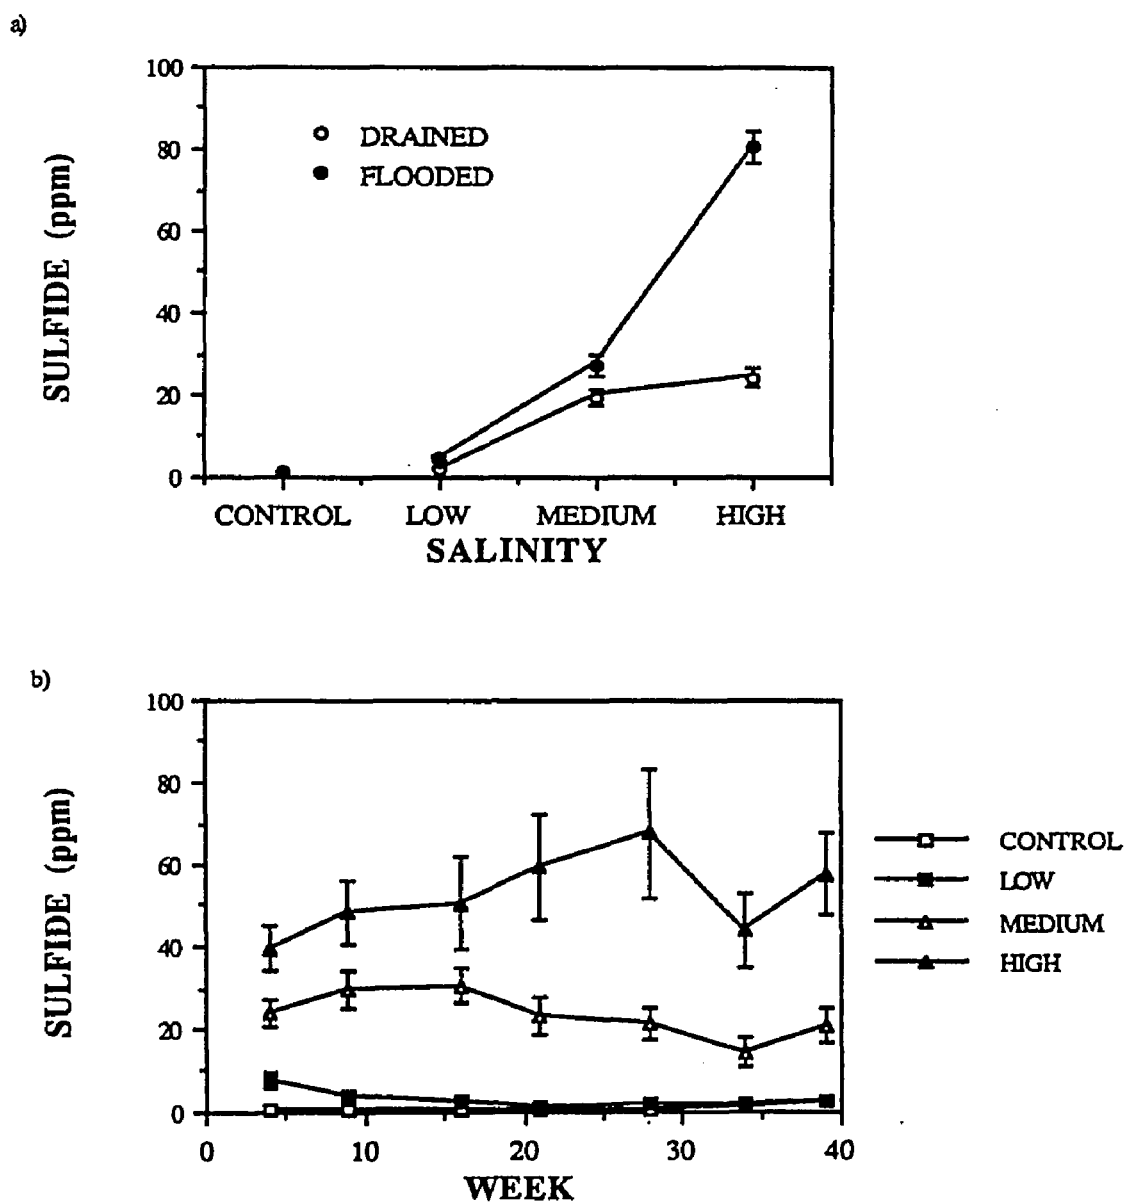 a)
100
80
60
40
20
0
SULFIDE (ppm)
DRAINED
FLOODED
CONTROL LOW MEDIUM HIGH
SALINITY
b)
100
80
60
40
20
0
SULFIDE (ppm)
0 10 20 30 40
WEEK
CONTROL
LOW
MEDIUM
HIGH